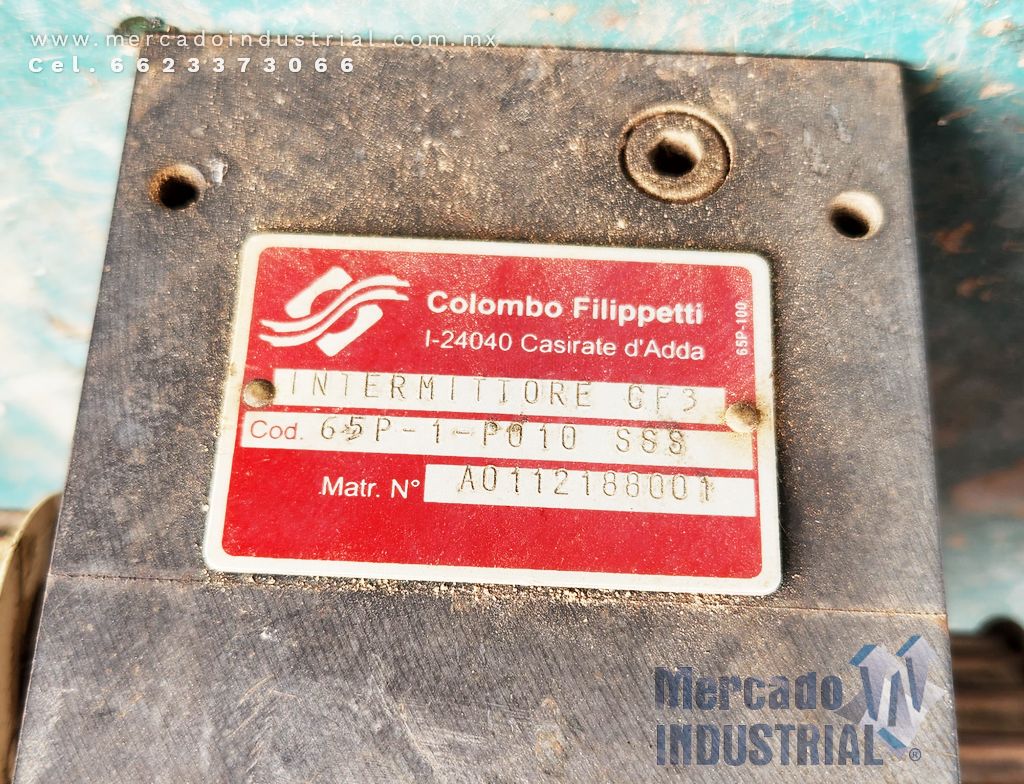 www.mercadoindustrial.com.mx
Cel. 6623373066
Colombo Filippetti
I-24040 Casirate d'Adda
65P-100
INTERMITTORE CF3
Cod. 65P-1-P010 SSS
Matr. N° A0112188001
Mercado
INDUSTRIAL®